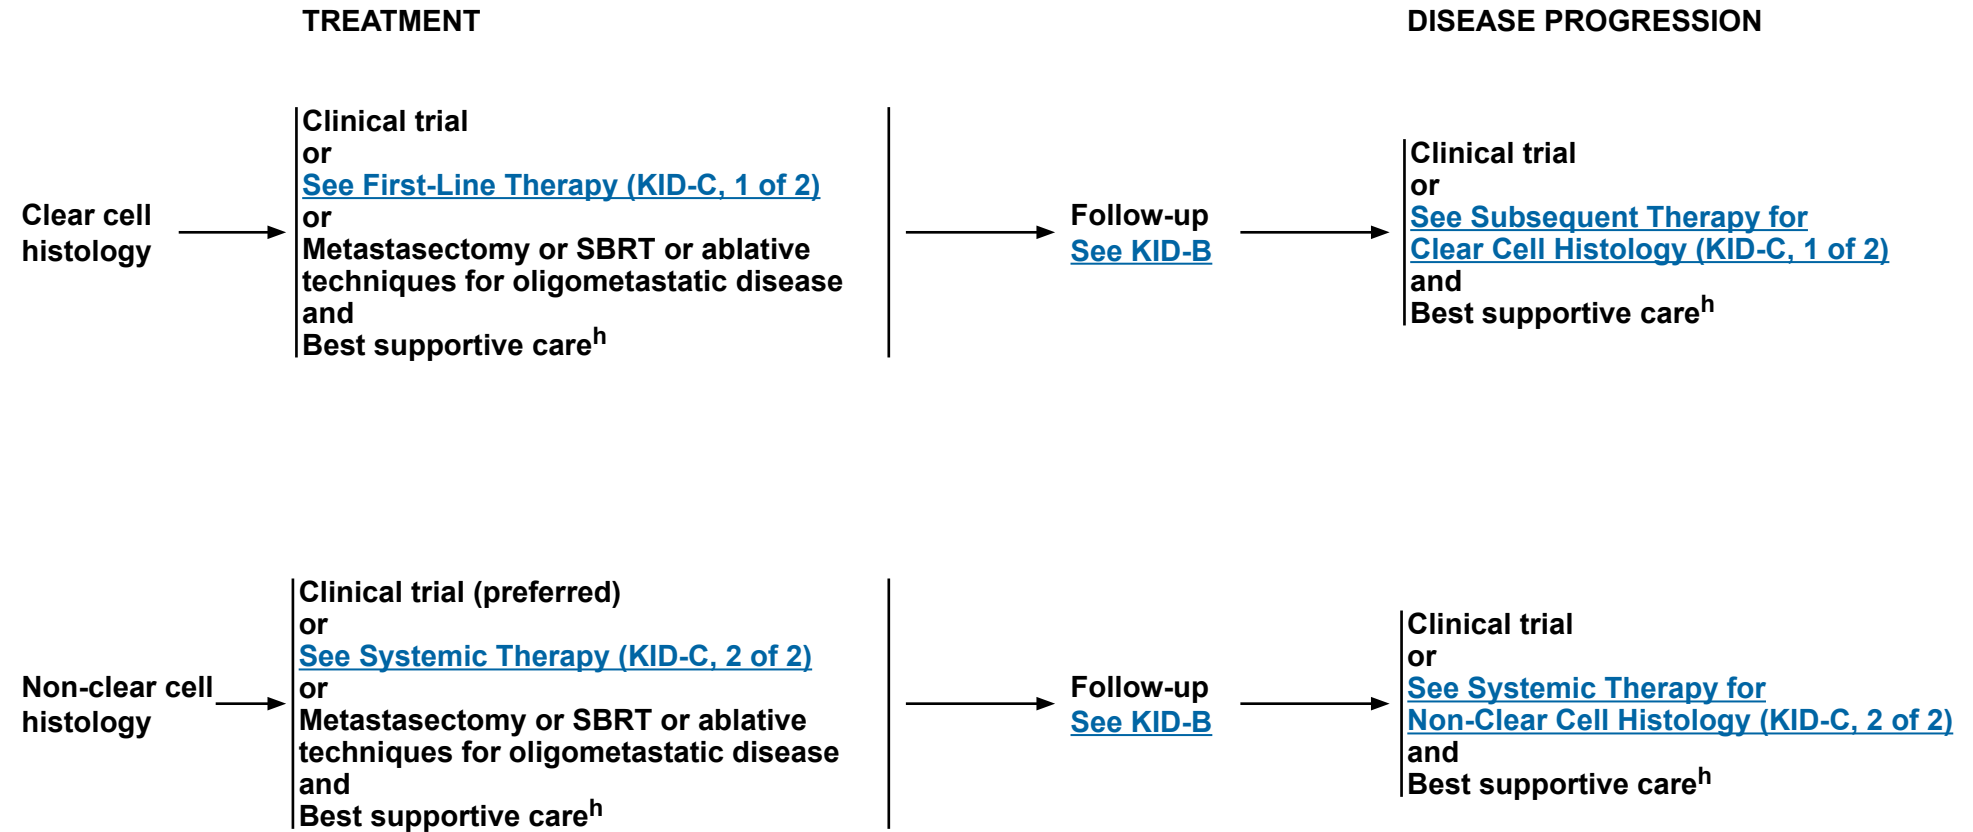 TREATMENT
DISEASE PROGRESSION
Clear cell
histology
Clinical trial
or
See First-Line Therapy (KID-C, 1 of 2)
or
Metastasectomy or SBRT or ablative
techniques for oligometastatic disease
and
Best supportive careʰ
Follow-up
See KID-B
Clinical trial
or
See Subsequent Therapy for
Clear Cell Histology (KID-C, 1 of 2)
and
Best supportive careʰ
Non-clear cell
histology
Clinical trial (preferred)
or
See Systemic Therapy (KID-C, 2 of 2)
or
Metastasectomy or SBRT or ablative
techniques for oligometastatic disease
and
Best supportive careʰ
Follow-up
See KID-B
Clinical trial
or
See Systemic Therapy for
Non-Clear Cell Histology (KID-C, 2 of 2)
and
Best supportive careʰ